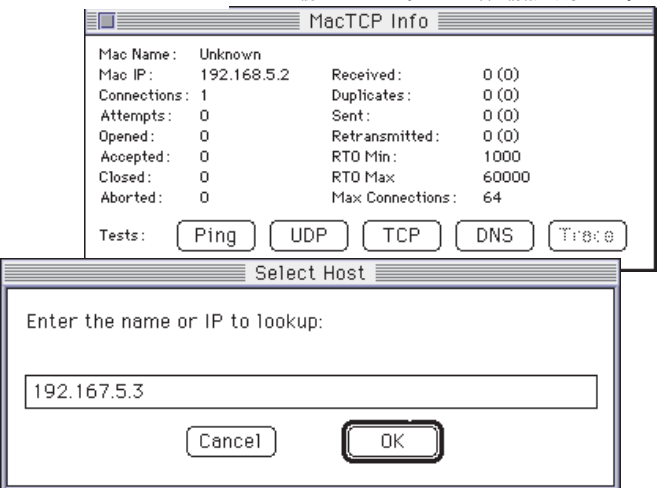 MacTCP Info
Mac Name: Unknown
Mac IP: 192.168.5.2 Received: 0 (0)
Connections: 1 Duplicates: 0 (0)
Attempts: 0 Sent: 0 (0)
Opened: 0 Retransmitted: 0 (0)
Accepted: 0 RTO Min: 1000
Closed: 0 RTO Max 60000
Aborted: 0 Max Connections: 64
Tests: Ping UDP TCP DNS Trace
Select Host
Enter the name or IP to lookup:
192.167.5.3
Cancel OK